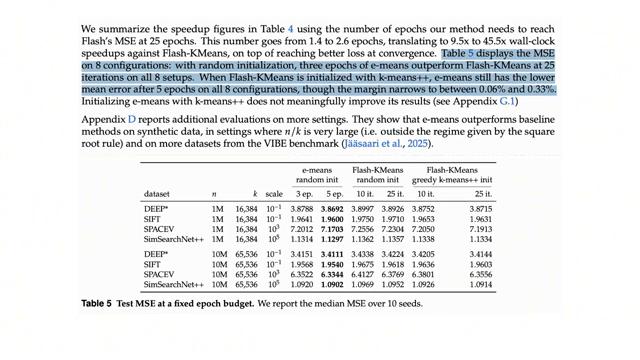 We summarize the speedup figures in Table 4 using the number of epochs our method needs to reach
Flash's MSE at 25 epochs. This number goes from 1.4 to 2.6 epochs, translating to 9.5x to 45.5x wall-clock
speedups against Flash-KMeans, on top of reaching better loss at convergence. Table 5 displays the MSE
on 8 configurations: with random initialization, three epochs of e-means outperform Flash-KMeans at 25
iterations on all 8 setups. When Flash-KMeans is initialized with k-means++, e-means still has the lower
mean error after 5 epochs on all 8 configurations, though the margin narrows to between 0.06% and 0.33%.
Initializing e-means with k-means++ does not meaningfully improve its results (see Appendix G.1)
Appendix D reports additional evaluations on more settings. They show that e-means outperforms baseline
methods on synthetic data, in settings where n/k is very large (i.e. outside the regime given by the square
root rule) and on more datasets from the VIBE benchmark (Jääsaari et al., 2025).
e-means Flash-KMeans Flash-KMeans
random init random init greedy k-means++ init
dataset n k scale 3 ep. 5 ep. 10 it. 25 it. 10 it. 25 it.
DEEP* 1M 16,384 10⁻¹ 3.8788 3.8692 3.8997 3.8926 3.8752 3.8715
SIFT 1M 16,384 10⁻¹ 1.9641 1.9600 1.9750 1.9710 1.9653 1.9631
SPACEV 1M 16,384 10³ 7.2012 7.1703 7.2556 7.2304 7.2050 7.1913
SimSearchNet++ 1M 16,384 10⁵ 1.1314 1.1297 1.1362 1.1357 1.1338 1.1334
DEEP* 10M 65,536 10⁻¹ 3.4151 3.4111 3.4338 3.4224 3.4205 3.4144
SIFT 10M 65,536 10⁻¹ 1.9568 1.9540 1.9675 1.9618 1.9636 1.9603
SPACEV 10M 65,536 10³ 6.3522 6.3344 6.4127 6.3769 6.3801 6.3556
SimSearchNet++ 10M 65,536 10⁵ 1.0920 1.0902 1.0969 1.0952 1.0926 1.0914
Table 5 Test MSE at a fixed epoch budget. We report the median MSE over 10 seeds.